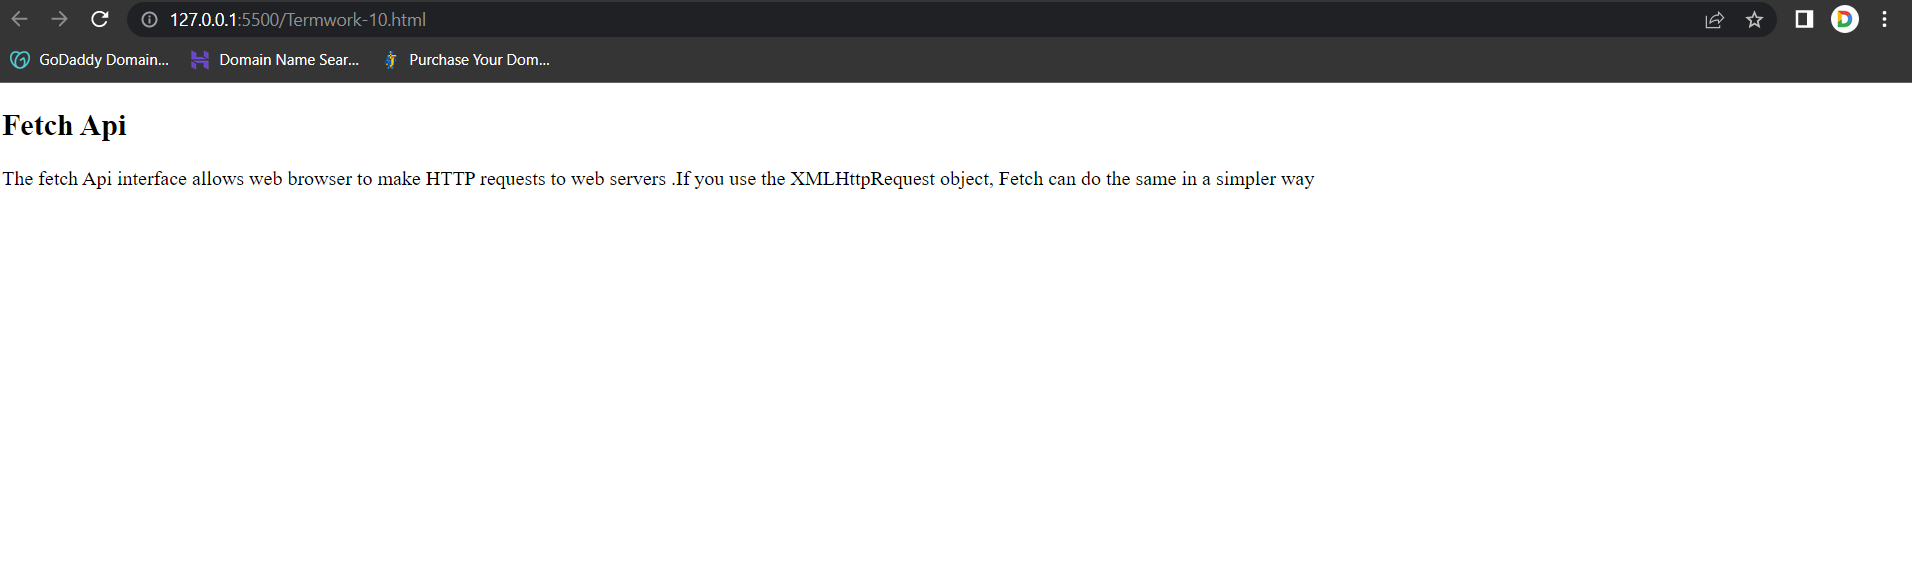 127.0.0.1:5500/Termwork-10.html
GoDaddy Domain... Domain Name Sear... Purchase Your Dom...
Fetch Api
The fetch Api interface allows web browser to make HTTP requests to web servers .If you use the XMLHttpRequest object, Fetch can do the same in a simpler way